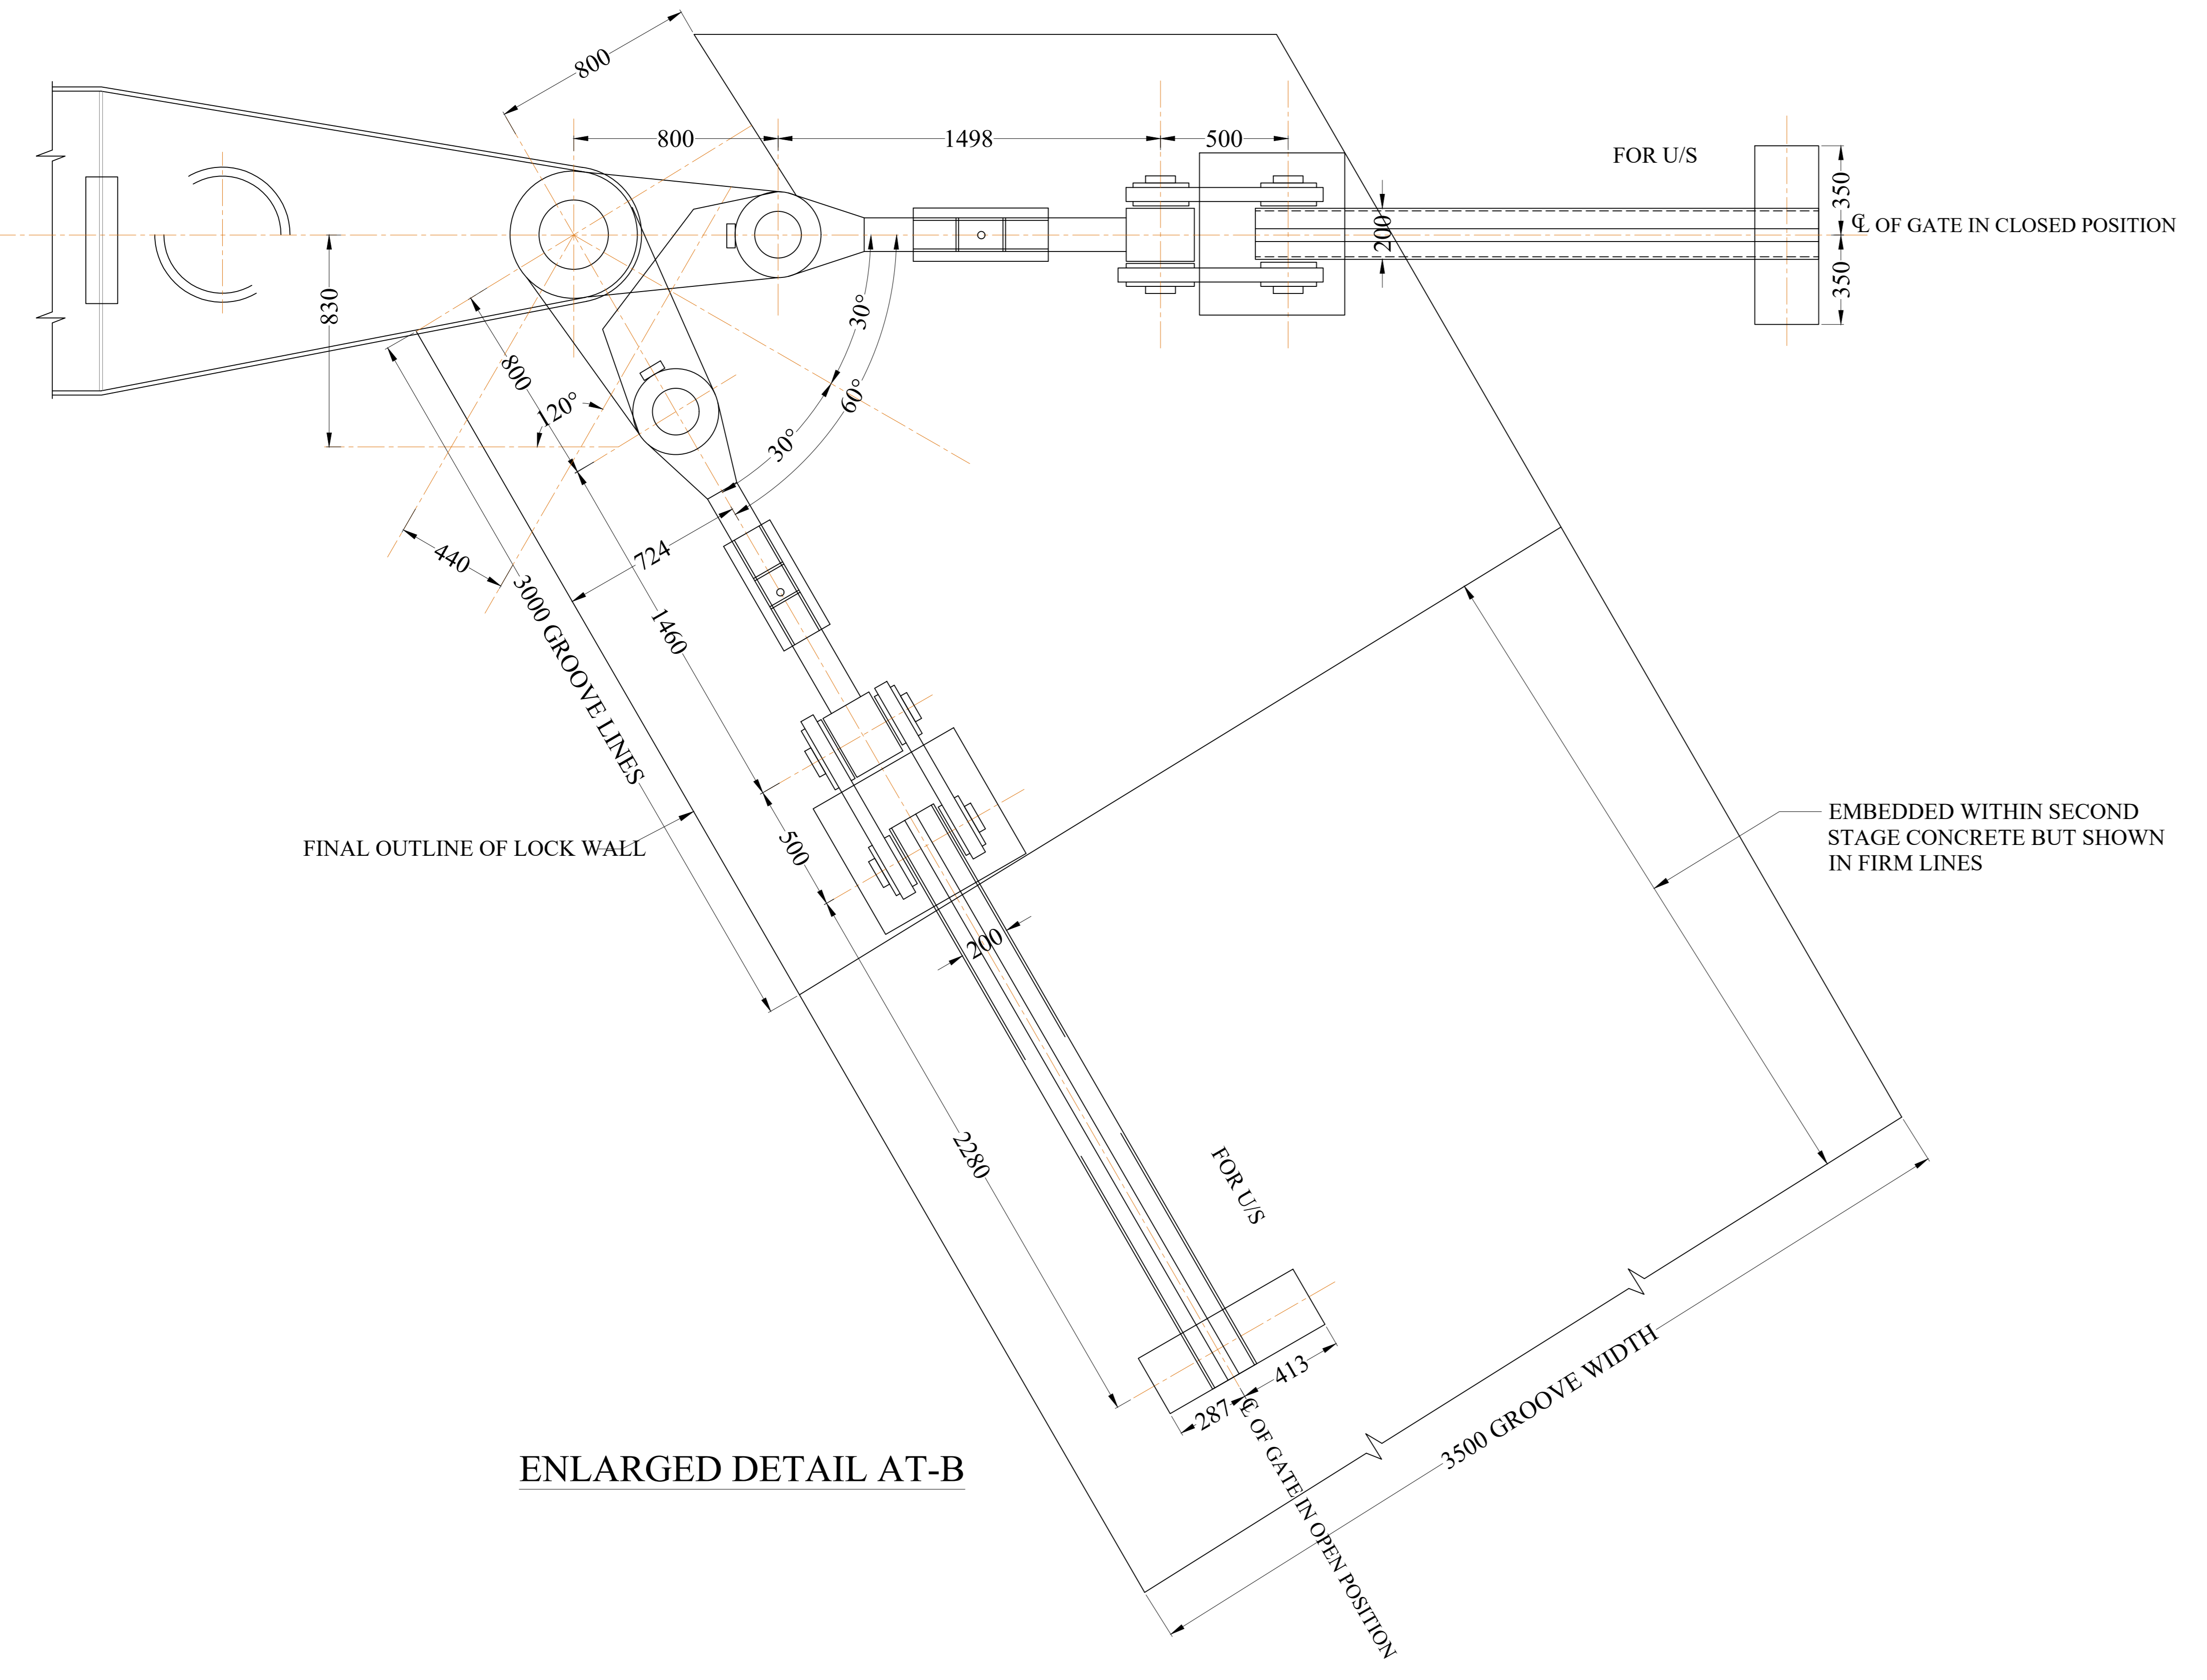 800
800
1498
500
FOR U/S
350
200
℄ OF GATE IN CLOSED POSITION
350
830
30°
800
60°
120°
30°
440
724
3000 GROOVE LINES
1460
FINAL OUTLINE OF LOCK WALL
500
EMBEDDED WITHIN SECOND
STAGE CONCRETE BUT SHOWN
IN FIRM LINES
200
2280
FOR U/S
413
287
℄ OF GATE IN OPEN POSITION
3500 GROOVE WIDTH
ENLARGED DETAIL AT-B